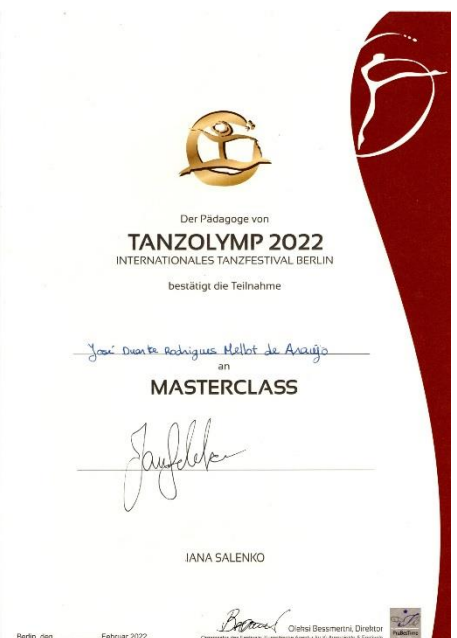 Der Pädagoge von
TANZOLYMP 2022
INTERNATIONALES TANZFESTIVAL BERLIN
bestätigt die Teilnahme
José Duarte Rodrigues Mellot de Araújo
an
MASTERCLASS
IANA SALENKO
Oleksi Bessmertni, Direktor
Berlin, den Februar 2022